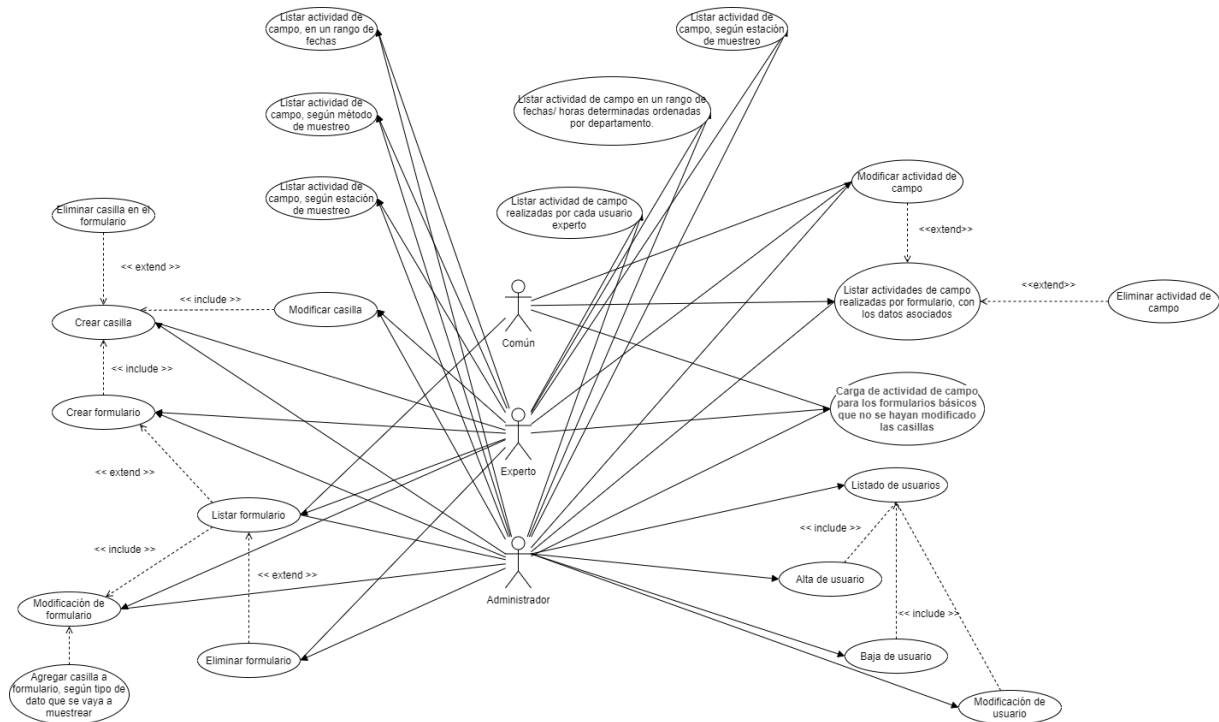 Listar actividad de
campo, en un rango de
fechas
Listar actividad de
campo, según estación
de muestreo
Listar actividad de
campo, según método
de muestreo
Listar actividad de campo en un rango de
fechas/ horas determinadas ordenadas
por departamento.
Listar actividad de
campo, según estación
de muestreo
Listar actividad de campo
realizadas por cada usuario
experto
Modificar actividad de
campo
Eliminar casilla en el
formulario
<<extend>>
<< extend >>
<< include >>
Crear casilla
Modificar casilla
Común
Listar actividades de campo
realizadas por formulario, con
los datos asociados
<<extend>>
Eliminar actividad de
campo
<< include >>
Crear formulario
Carga de actividad de campo
para los formularios básicos
que no se hayan modificado
las casillas
<< extend >>
Experto
Listado de usuarios
Listar formulario
<< include >>
<< include >>
<< extend >>
Alta de usuario
Administrador
Modificación de
formulario
<< include >>
Eliminar formulario
Baja de usuario
Agregar casilla a
formulario, según tipo de
dato que se vaya a
muestrear
Modificación de
usuario